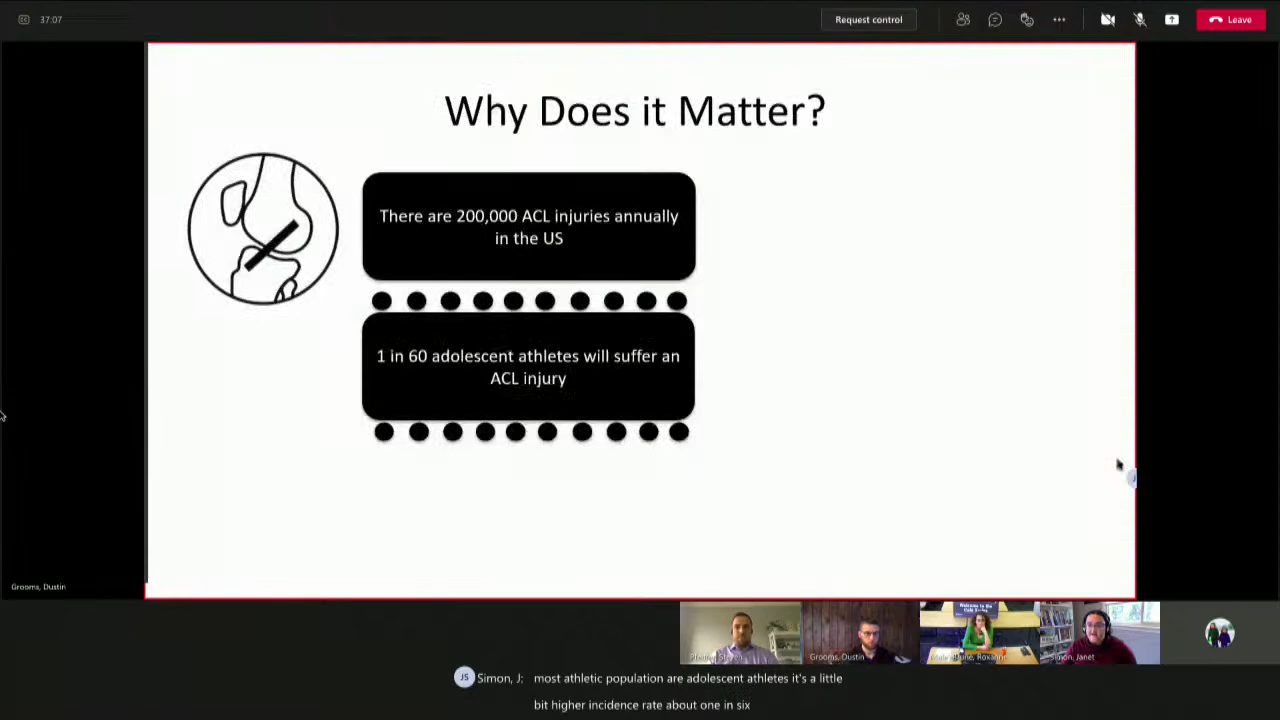 37:07
Request control
Leave
Why Does it Matter?
There are 200,000 ACL injuries annually
in the US
1 in 60 adolescent athletes will suffer an
ACL injury
Grooms, Dustin
Grooms, Dustin
Simon, Janet
JS Simon, J: most athletic population are adolescent athletes it's a little
bit higher incidence rate about one in six